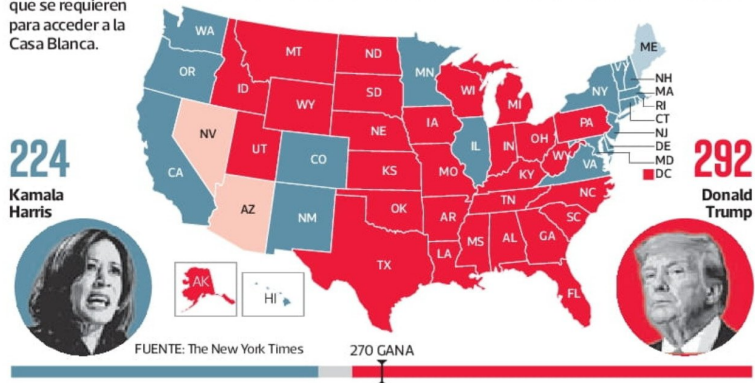 que se requieren
para acceder a la
Casa Blanca.
224
Kamala
Harris
292
Donald
Trump
WA
OR
CA
NV
ID
MT
WY
UT
AZ
CO
NM
ND
SD
NE
KS
OK
TX
MN
IA
MO
AR
LA
WI
IL
MS
MI
IN
KY
TN
AL
OH
WV
GA
FL
SC
NC
VA
PA
NY
ME
NH
MA
RI
CT
NJ
DE
MD
DC
AK
HI
FUENTE: The New York Times
270 GANA